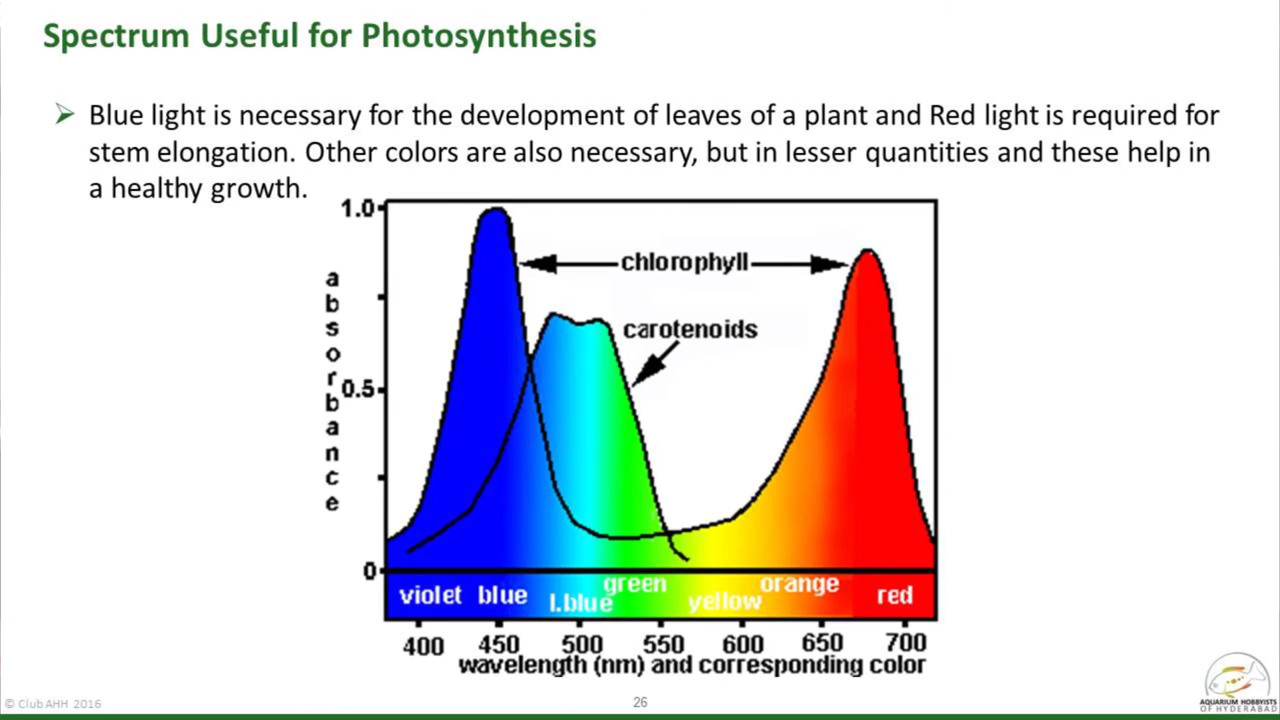 Spectrum Useful for Photosynthesis
Blue light is necessary for the development of leaves of a plant and Red light is required for
stem elongation. Other colors are also necessary, but in lesser quantities and these help in
a healthy growth.
1.0
chlorophyll
absorbance
carotenoids
0.5
0
violet blue l.blue green yellow orange red
400 450 500 550 600 650 700
wavelength (nm) and corresponding color
© Club AHH 2016
26
AQUARIUM HOBBYISTS
OF HYDERABAD